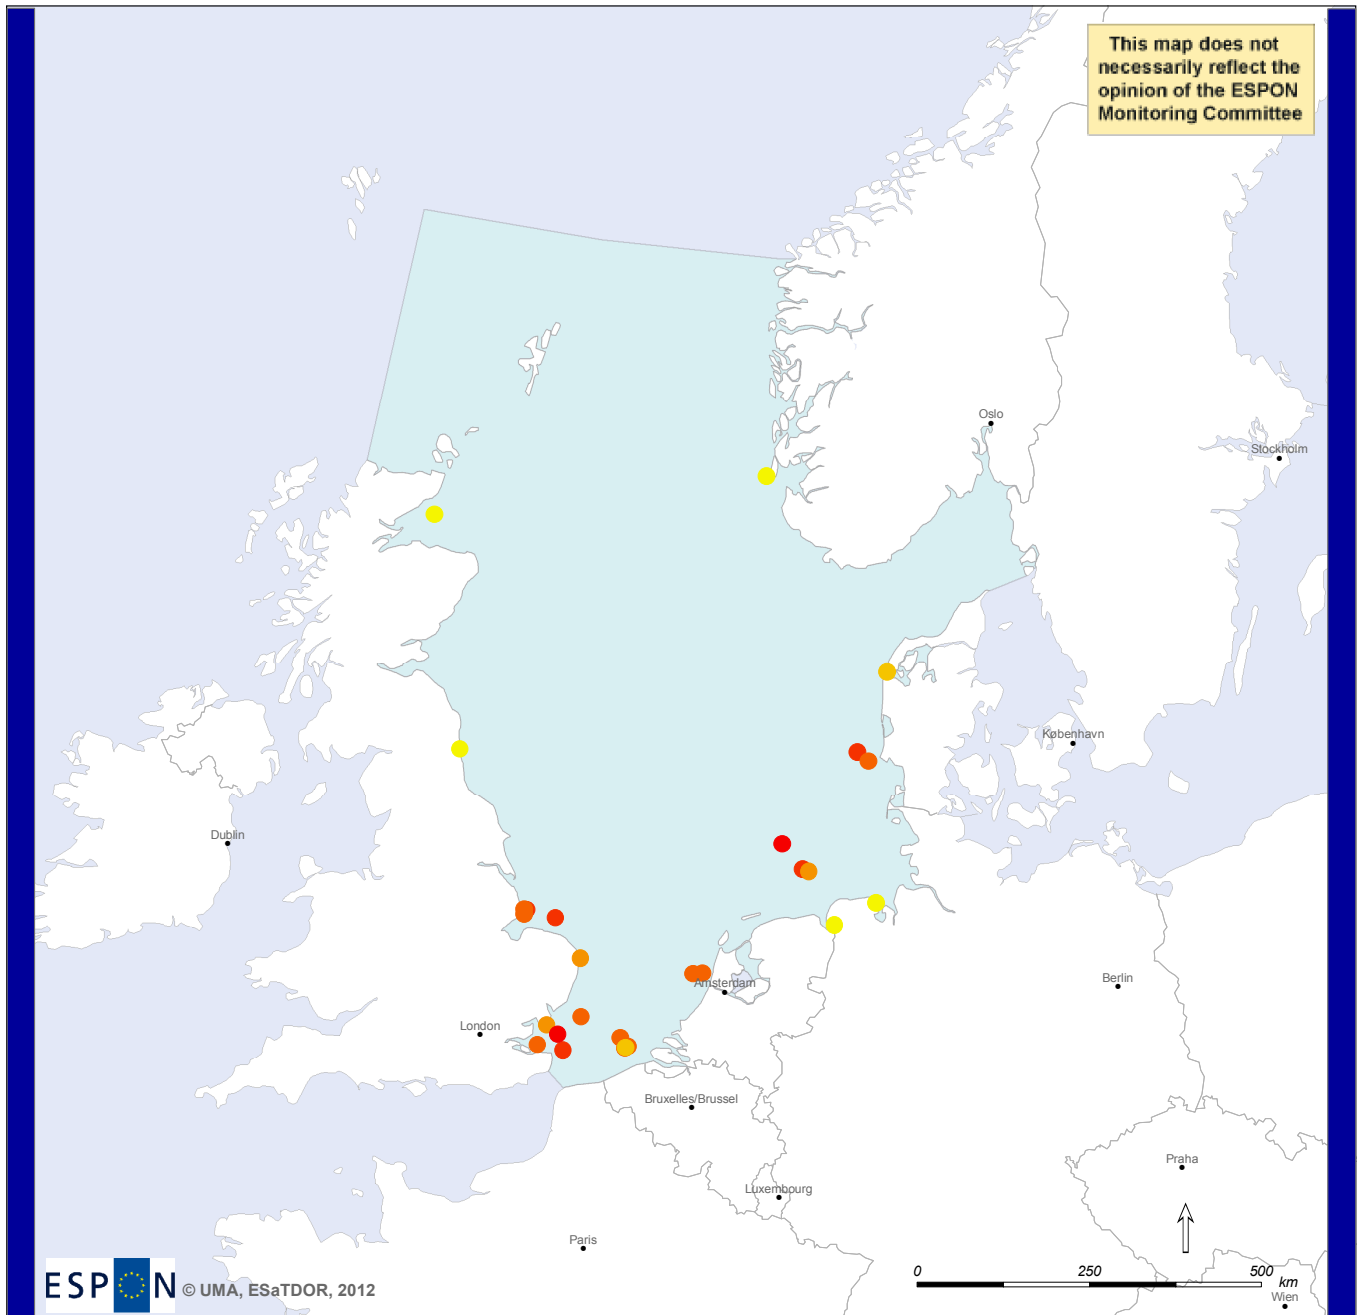 This map does not
necessarily reflect the
opinion of the ESPON
Monitoring Committee
Oslo
Stockholm
København
Dublin
Berlin
Amsterdam
London
Bruxelles/Brussel
Praha
Luxembourg
Paris
ESPON © UMA, ESaTDOR, 2012
0 250 500 km
Wien